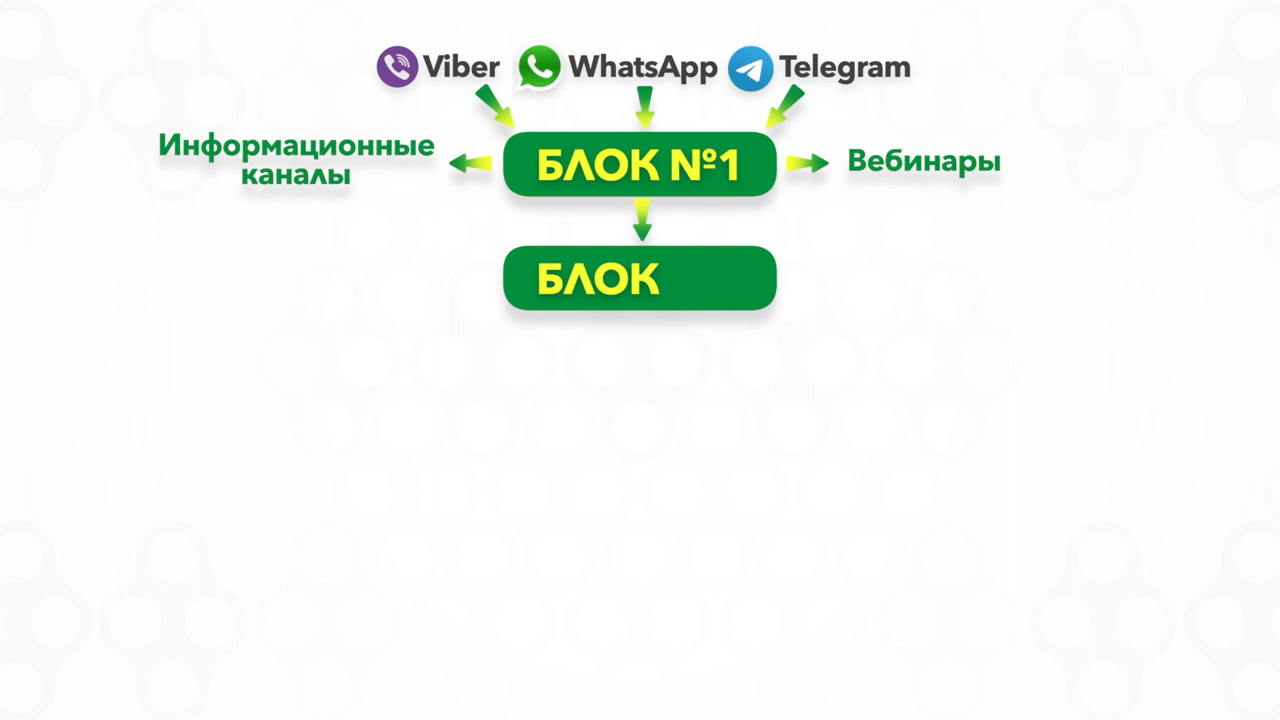 Viber WhatsApp Telegram
Информационные
каналы
БЛОК №1
Вебинары
БЛОК